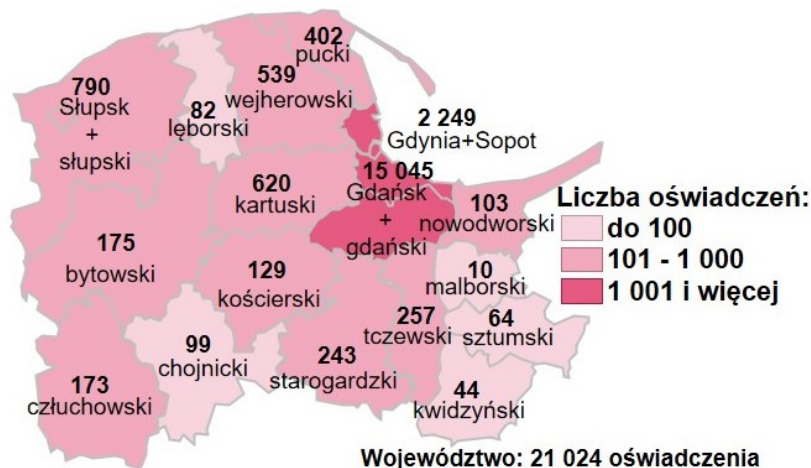 402
pucki
790
Słupsk
+
słupski
539
wejherowski
82
lęborski
2 249
Gdynia+Sopot
15 045
Gdańsk
+
gdański
620
kartuski
103
nowodworski
Liczba oświadczeń:
do 100
101 - 1 000
1 001 i więcej
175
bytowski
129
kościerski
10
malborski
257
tczewski
64
sztumski
99
chojnicki
243
starogardzki
173
człuchowski
44
kwidzyński
Województwo: 21 024 oświadczenia